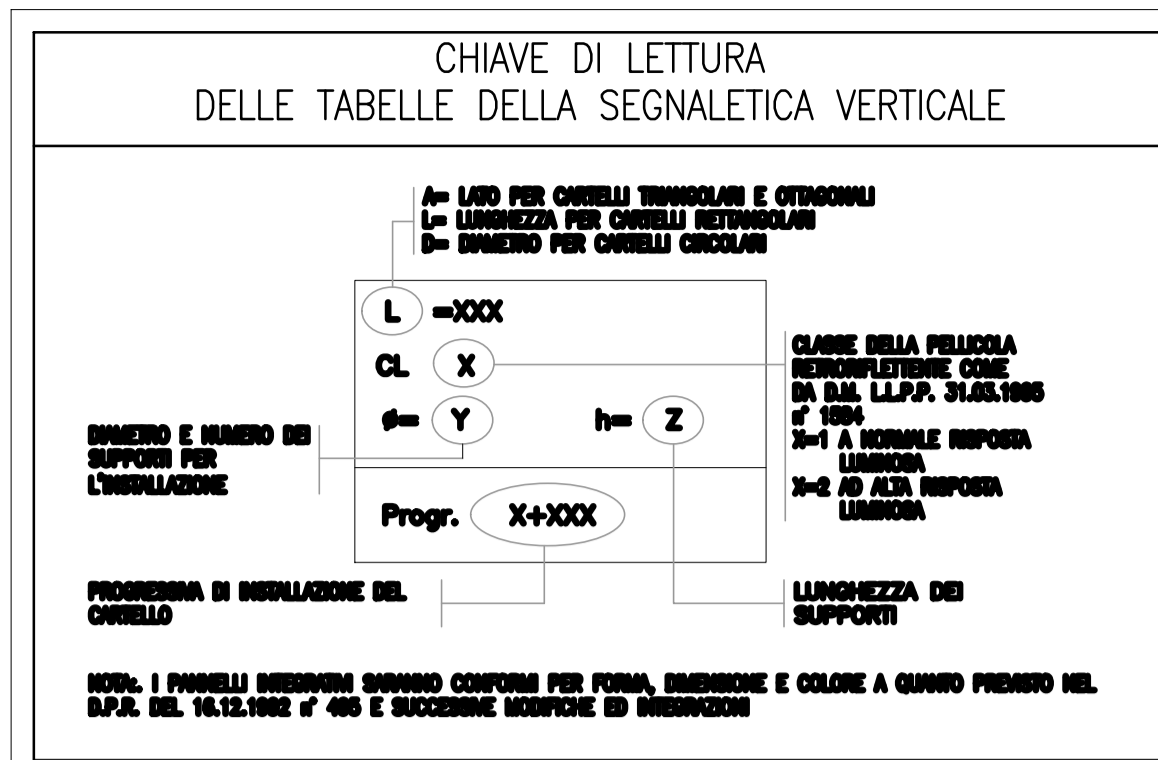 CHIAVE DI LETTURA
DELLE TABELLE DELLA SEGNALETICA VERTICALE
A= LATO PER CARTELLI TRIANGOLARI E OTTAGONALI
L= LUNGHEZZA PER CARTELLI RETTANGOLARI
D= DIAMETRO PER CARTELLI CIRCOLARI
L =XXX
CL X
ø= Y h= Z
Progr. X+XXX
CLASSE DELLA PELLICOLA
RETRORIFLETTENTE COME
DA D.M. LL.PP. 31.03.1995
n° 1584
X=1 A NORMALE RISPOSTA
LUMINOSA
X=2 AD ALTA RISPOSTA
LUMINOSA
DIAMETRO E NUMERO DEI
SUPPORTI PER
L'INSTALLAZIONE
PROGRESSIVA DI INSTALLAZIONE DEL
CARTELLO
LUNGHEZZA DEI
SUPPORTI
NOTA: I PANNELLI INTEGRATIVI SARANNO CONFORMI PER FORMA, DIMENSIONE E COLORE A QUANTO PREVISTO NEL
D.P.R. DEL 16.12.1992 n° 495 E SUCCESSIVE MODIFICHE ED INTEGRAZIONI